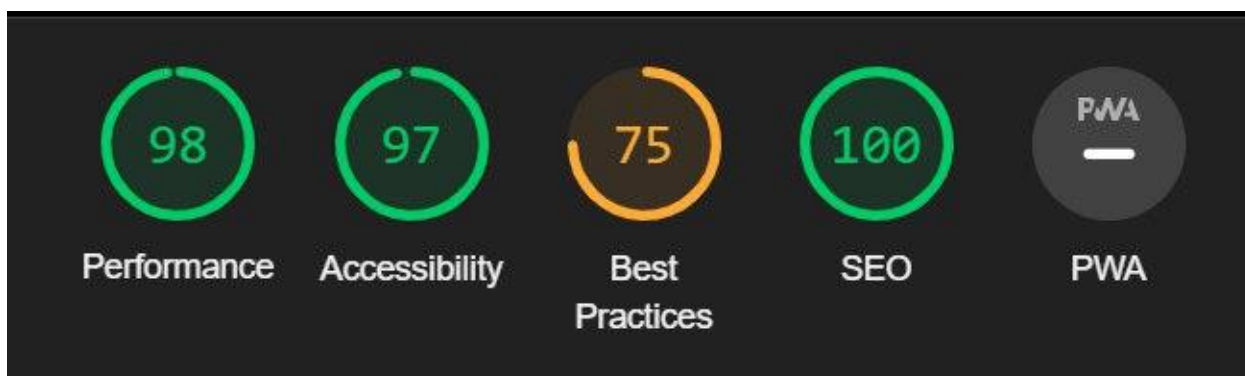 98
97
75
100
PWA
Performance
Accessibility
Best
Practices
SEO
PWA